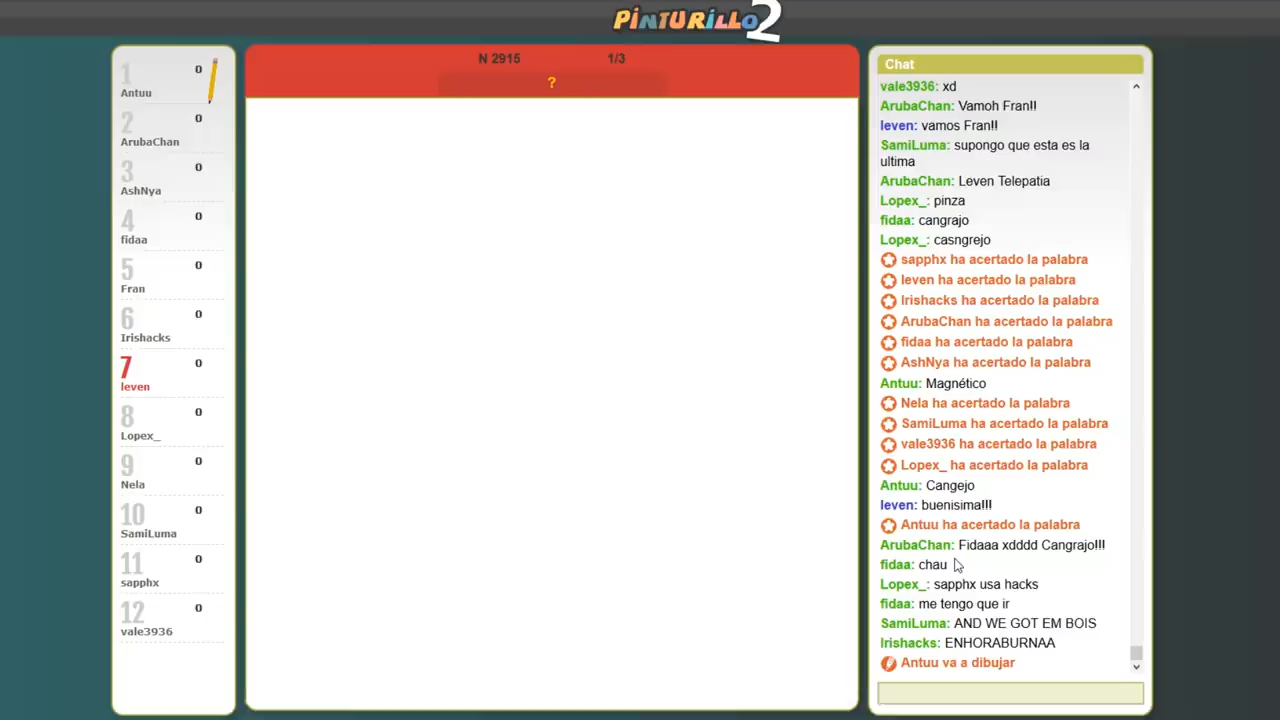 PINTURILLO 2
N 2915 1/3
?
1 Antuu 0
2 ArubaChan 0
3 AshNya 0
4 fidaa 0
5 Fran 0
6 Irishacks 0
7 leven 0
8 Lopex_ 0
9 Nela 0
10 SamiLuma 0
11 sapphx 0
12 vale3936 0
Chat
vale3936: xd
ArubaChan: Vamoh Fran!!
leven: vamos Fran!!
SamiLuma: supongo que esta es la
ultima
ArubaChan: Leven Telepatia
Lopex_: pinza
fidaa: cangrajo
Lopex_: casngrejo
sapphx ha acertado la palabra
leven ha acertado la palabra
Irishacks ha acertado la palabra
ArubaChan ha acertado la palabra
fidaa ha acertado la palabra
AshNya ha acertado la palabra
Antuu: Magnético
Nela ha acertado la palabra
SamiLuma ha acertado la palabra
vale3936 ha acertado la palabra
Lopex_ ha acertado la palabra
Antuu: Cangejo
leven: buenisima!!!
Antuu ha acertado la palabra
ArubaChan: Fidaaa xdddd Cangrajo!!!
fidaa: chau
Lopex_: sapphx usa hacks
fidaa: me tengo que ir
SamiLuma: AND WE GOT EM BOIS
Irishacks: ENHORABURNAA
Antuu va a dibujar